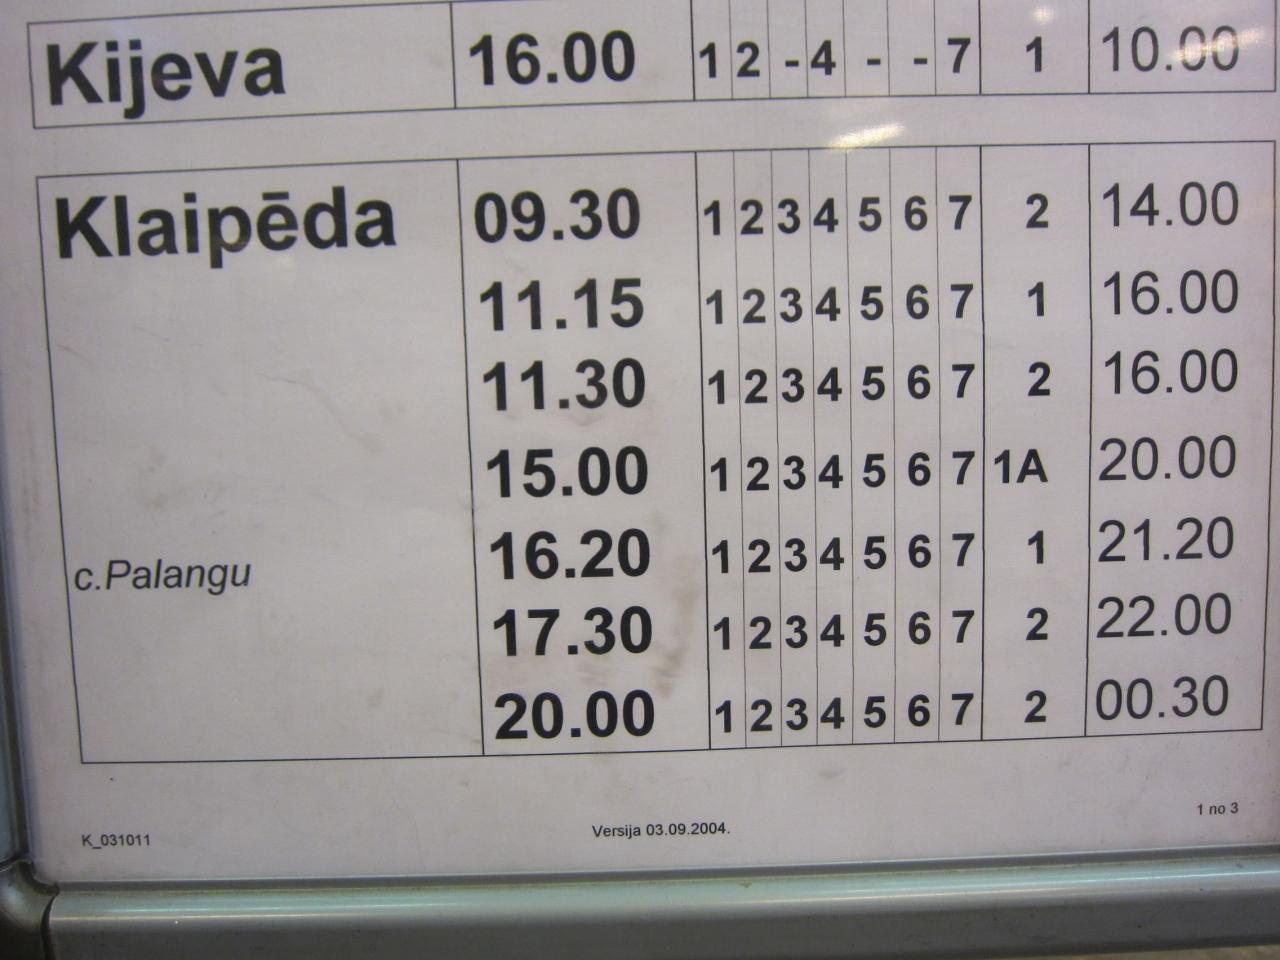 Kijeva 16.00 1 2 - 4 - - 7 1 10.00
Klaipēda 09.30 1 2 3 4 5 6 7 2 14.00
11.15 1 2 3 4 5 6 7 1 16.00
11.30 1 2 3 4 5 6 7 2 16.00
15.00 1 2 3 4 5 6 7 1A 20.00
c.Palangu 16.20 1 2 3 4 5 6 7 1 21.20
17.30 1 2 3 4 5 6 7 2 22.00
20.00 1 2 3 4 5 6 7 2 00.30
K_031011 Versija 03.09.2004. 1 no 3